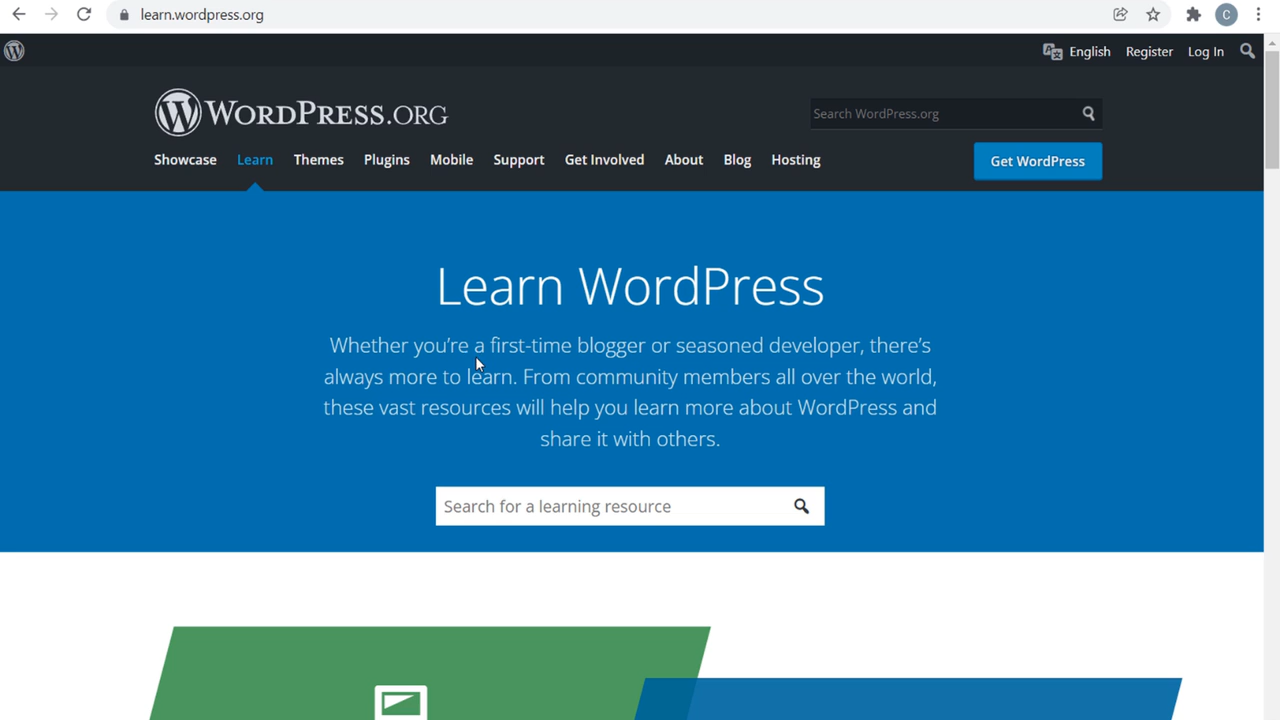 learn.wordpress.org
C
English Register Log In
WORDPRESS.ORG
Search WordPress.org
Showcase Learn Themes Plugins Mobile Support Get Involved About Blog Hosting
Get WordPress
Learn WordPress
Whether you're a first-time blogger or seasoned developer, there's
always more to learn. From community members all over the world,
these vast resources will help you learn more about WordPress and
share it with others.
Search for a learning resource